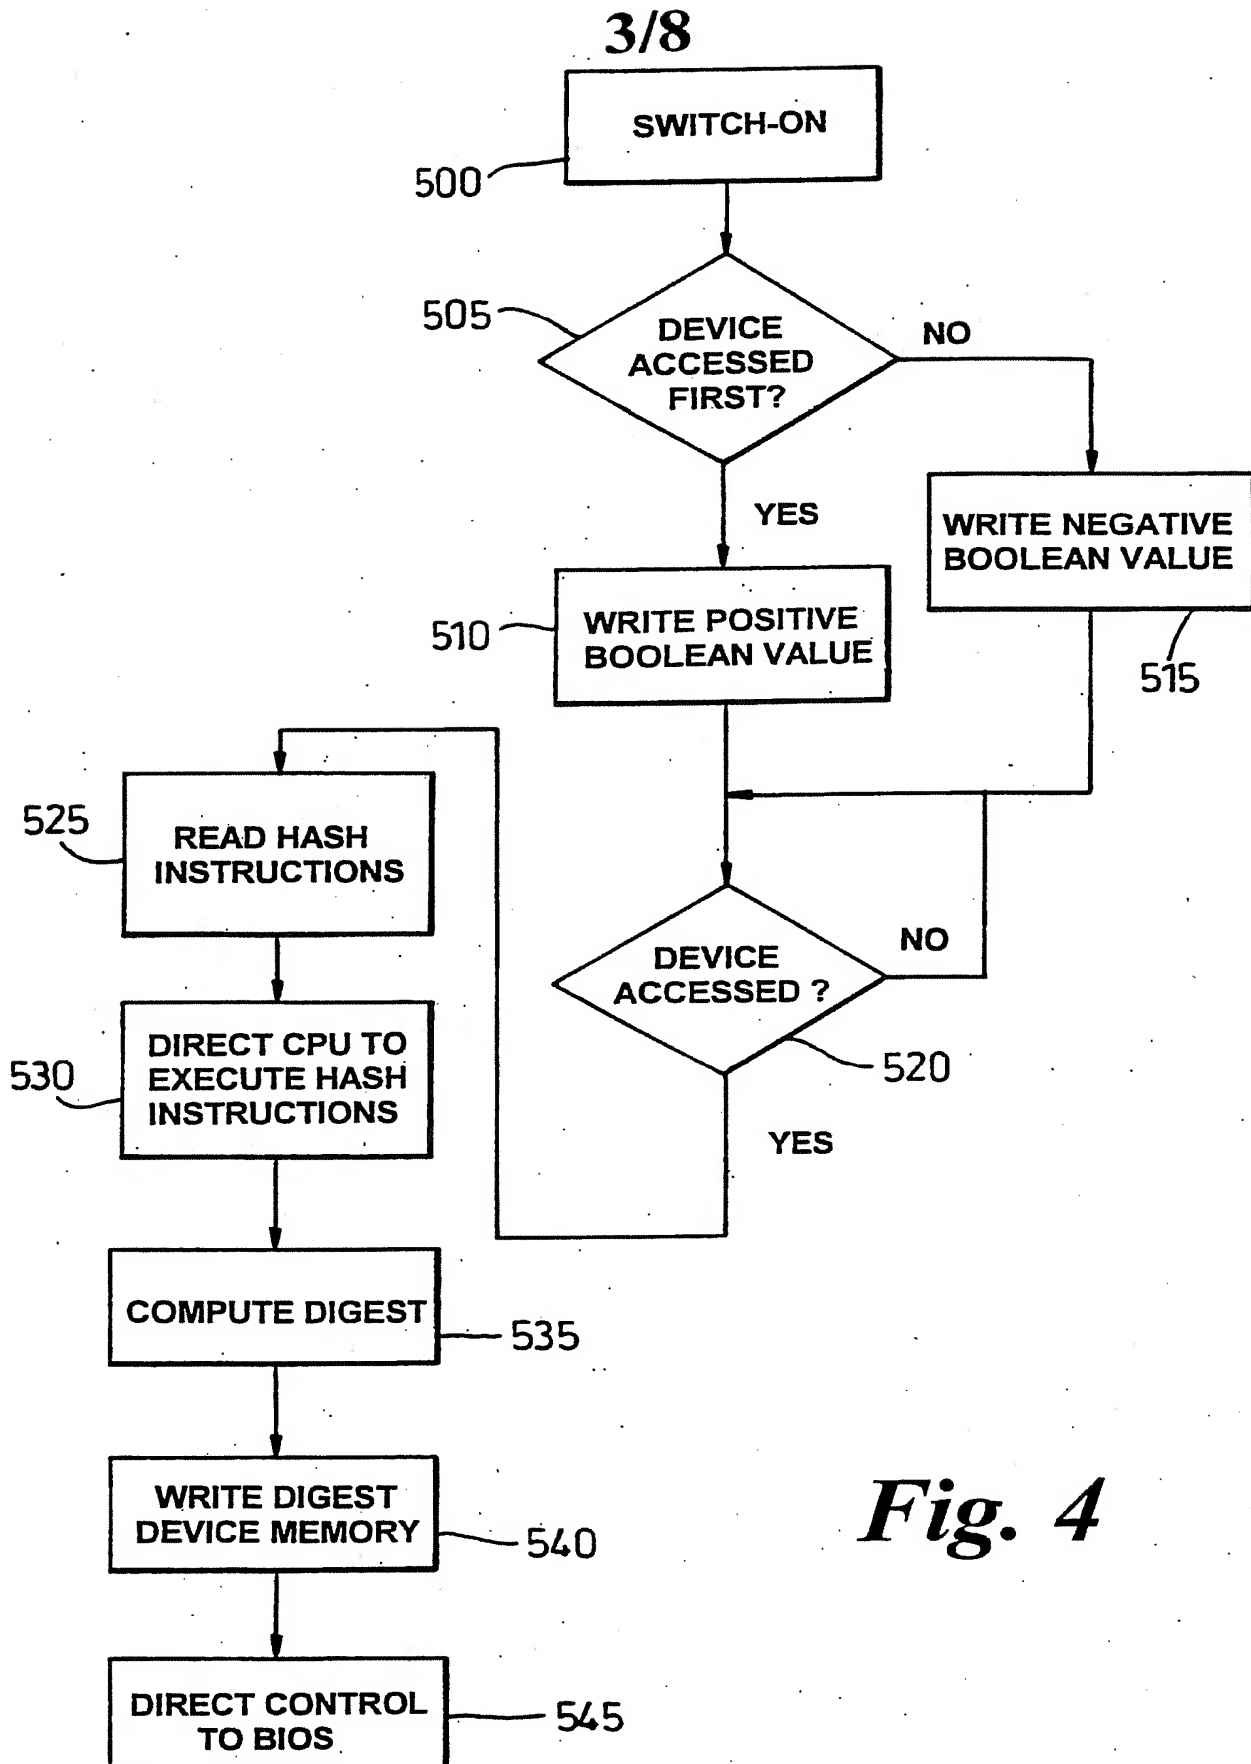 3/8
SWITCH-ON
500
505
DEVICE
ACCESSED
FIRST?
NO
YES
WRITE NEGATIVE
BOOLEAN VALUE
515
510
WRITE POSITIVE
BOOLEAN VALUE
525
READ HASH
INSTRUCTIONS
DEVICE
ACCESSED ?
NO
520
YES
530
DIRECT CPU TO
EXECUTE HASH
INSTRUCTIONS
COMPUTE DIGEST
535
WRITE DIGEST
DEVICE MEMORY
540
Fig. 4
DIRECT CONTROL
TO BIOS
545